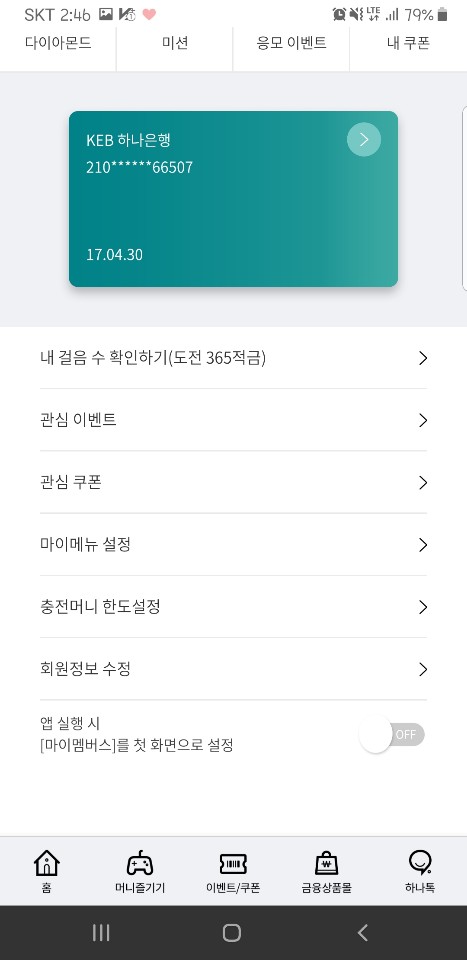 SKT 2:46 LTE 79%
다이아몬드 미션 응모 이벤트 내 쿠폰
KEB 하나은행
210******66507
17.04.30
내 걸음 수 확인하기(도전 365적금)
관심 이벤트
관심 쿠폰
마이메뉴 설정
충전머니 한도설정
회원정보 수정
앱 실행 시
[마이멤버스]를 첫 화면으로 설정
OFF
홈 머니즐기기 이벤트/쿠폰 금융상품몰 하나톡